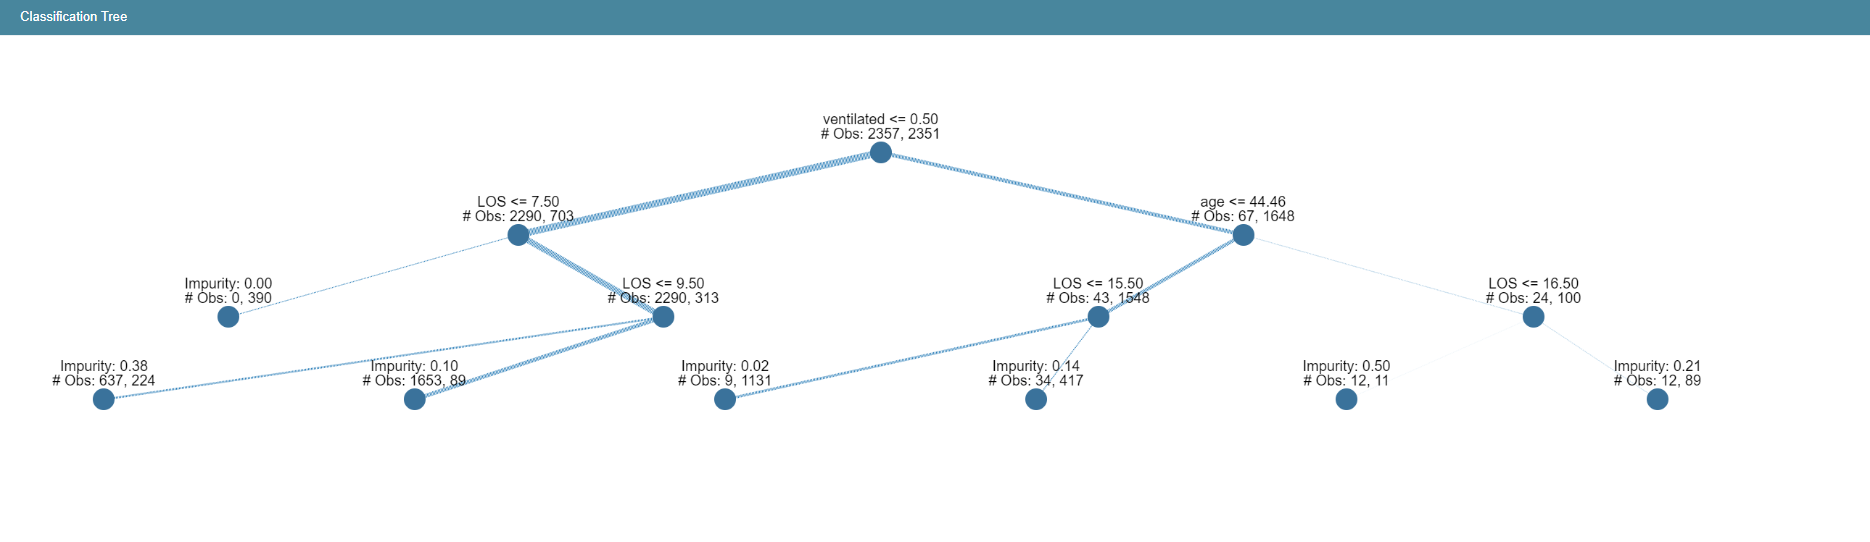 Classification Tree
ventilated <= 0.50
# Obs: 2357, 2351
LOS <= 7.50
# Obs: 2290, 703
age <= 44.46
# Obs: 67, 1648
Impurity: 0.00
# Obs: 0, 390
LOS <= 9.50
# Obs: 2290, 313
LOS <= 15.50
# Obs: 43, 1548
LOS <= 16.50
# Obs: 24, 100
Impurity: 0.38
# Obs: 637, 224
Impurity: 0.10
# Obs: 1653, 89
Impurity: 0.02
# Obs: 9, 1131
Impurity: 0.14
# Obs: 34, 417
Impurity: 0.50
# Obs: 12, 11
Impurity: 0.21
# Obs: 12, 89